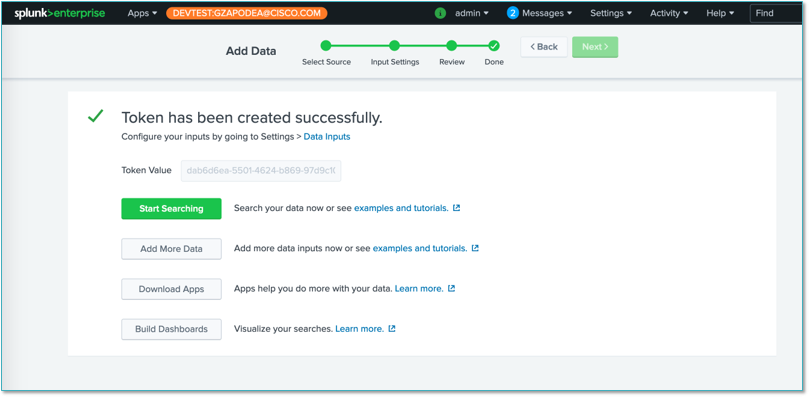 splunk>enterprise Apps DEVTEST:GZAPODEA@CISCO.COM i admin 2 Messages Settings Activity Help Find
Add Data
Select Source Input Settings Review Done
< Back Next >
Token has been created successfully.
Configure your inputs by going to Settings > Data Inputs
Token Value dab6d6ea-5501-4624-b869-97d9c1
Start Searching Search your data now or see examples and tutorials.
Add More Data Add more data inputs now or see examples and tutorials.
Download Apps Apps help you do more with your data. Learn more.
Build Dashboards Visualize your searches. Learn more.